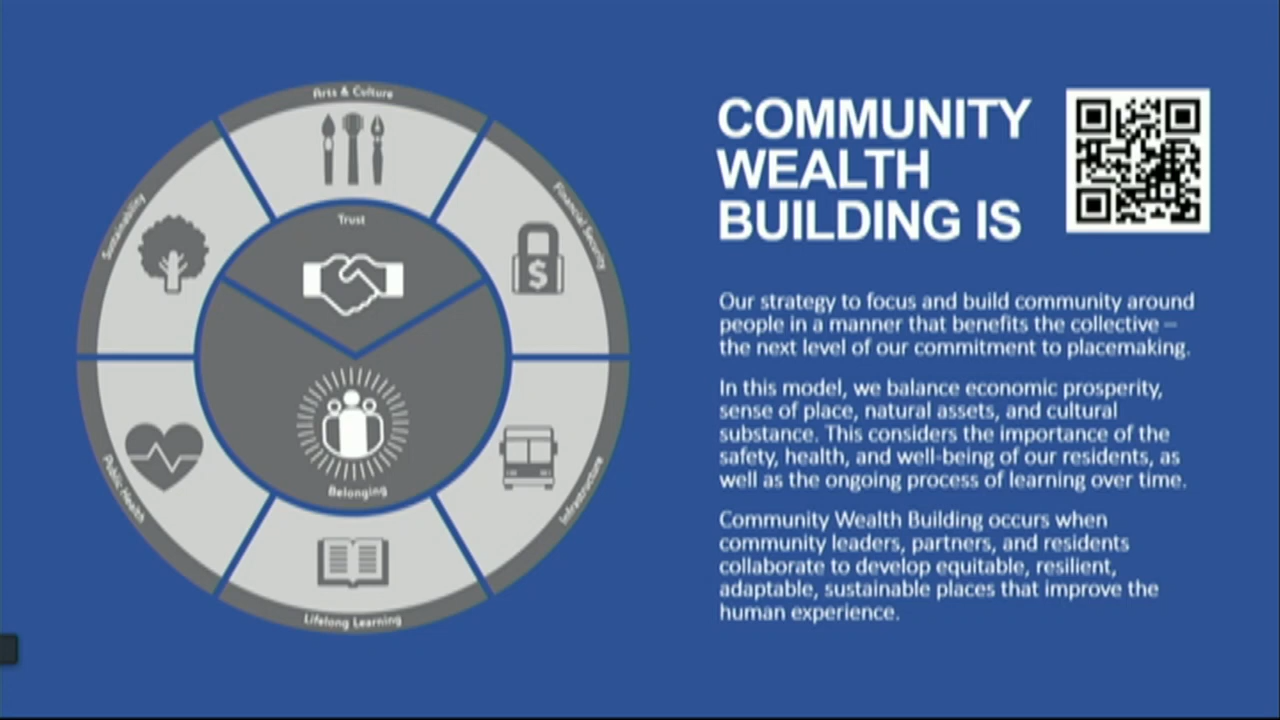 Arts & Culture
Financial Security
Infrastructure
Lifelong Learning
Public Health
Sustainability
Trust
$
Belonging
COMMUNITY
WEALTH
BUILDING IS
Our strategy to focus and build community around
people in a manner that benefits the collective –
the next level of our commitment to placemaking.
In this model, we balance economic prosperity,
sense of place, natural assets, and cultural
substance. This considers the importance of the
safety, health, and well-being of our residents, as
well as the ongoing process of learning over time.
Community Wealth Building occurs when
community leaders, partners, and residents
collaborate to develop equitable, resilient,
adaptable, sustainable places that improve the
human experience.